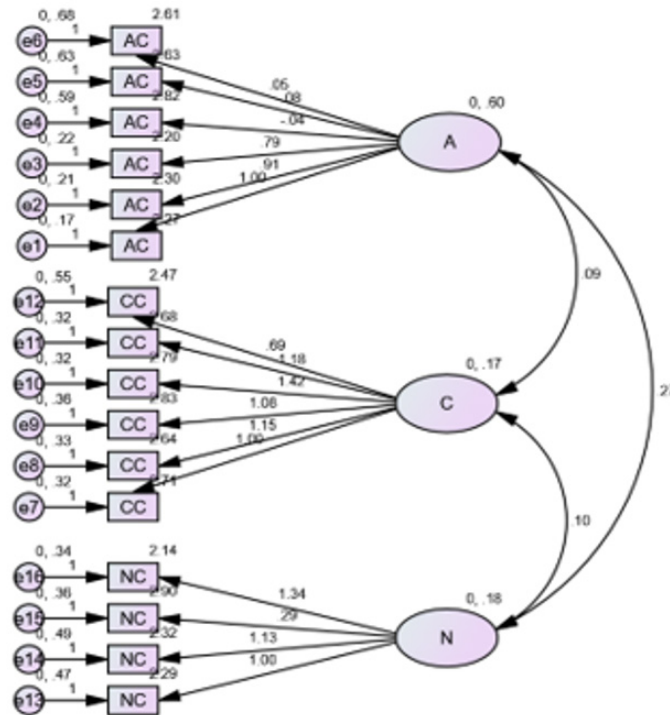 0, .68 2.61
e6 1 AC
0, .63 2.63
e5 1 AC
.05
.08
0, .59 2.82
e4 1 AC
-.04
0, .60
A
0, .22 2.20
e3 1 AC
.79
0, .21 2.30
e2 1 AC
.91
1.00
0, .17
e1 1 AC
.09
0, .55 2.47
e12 1 CC
0, .32 2.68
e11 1 CC
.69
1.18
0, .32 2.79
e10 1 CC
1.42
0, .17
C
0, .36 2.83
e9 1 CC
1.08
0, .33 2.64
e8 1 CC
1.15
1.00
0, .32
e7 1 CC
.10
0, .34 2.14
e16 1 NC
1.34
0, .36 2.90
e15 1 NC
.29
0, .18
N
0, .49 2.32
e14 1 NC
1.13
0, .47 2.29
e13 1 NC
1.00